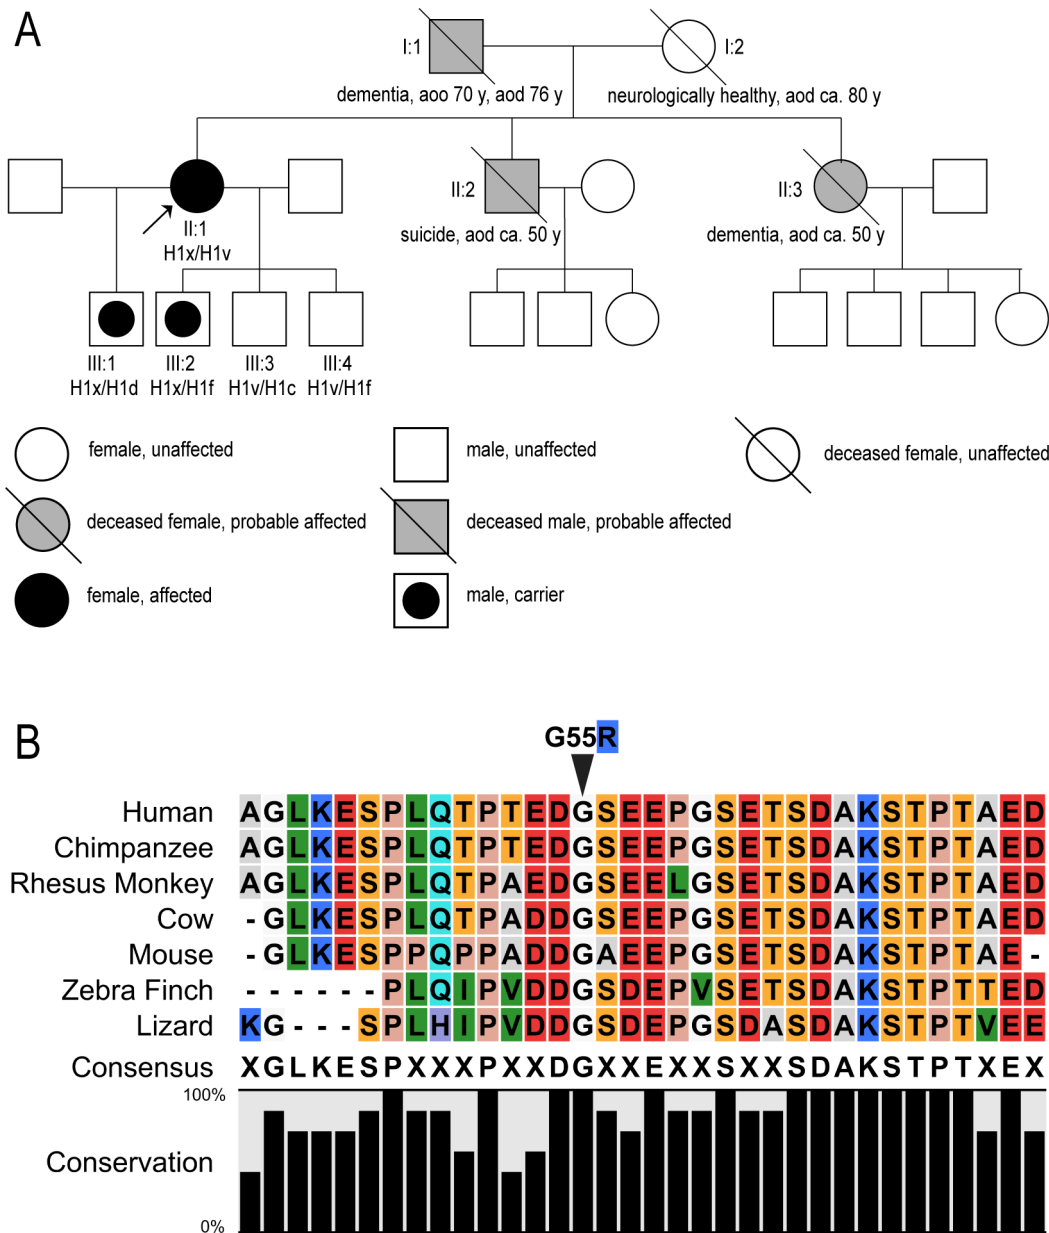 A
I:1
I:2
dementia, aoo 70 y, aod 76 y
neurologically healthy, aod ca. 80 y
II:1
H1x/H1v
II:2
suicide, aod ca. 50 y
II:3
dementia, aod ca. 50 y
III:1
H1x/H1d
III:2
H1x/H1f
III:3
H1v/H1c
III:4
H1v/H1f
female, unaffected
male, unaffected
deceased female, unaffected
deceased female, probable affected
deceased male, probable affected
female, affected
male, carrier
B
G55R
Human AGLKESPLQTPTEDGSEEPGSETSDAKSTPTAED
Chimpanzee AGLKESPLQTPTEDGSEEPGSETSDAKSTPTAED
Rhesus Monkey AGLKESPLQTPAEDGSEELGSETSDAKSTPTAED
Cow -GLKESPLQTPADDGSEEPGSETSDAKSTPTAED
Mouse -GLKESPPQPPADDGAEEPGSETSDAKSTPTAE-
Zebra Finch ------PLQIPVDDGSDEPVSETSDAKSTPTTED
Lizard KG---SPLHIPVDDGSDEPGSDASDAKSTPTVEE
Consensus XGLKESPXXXPXXDGXXEXXSXXSDAKSTPTXEX
100%
Conservation
0%